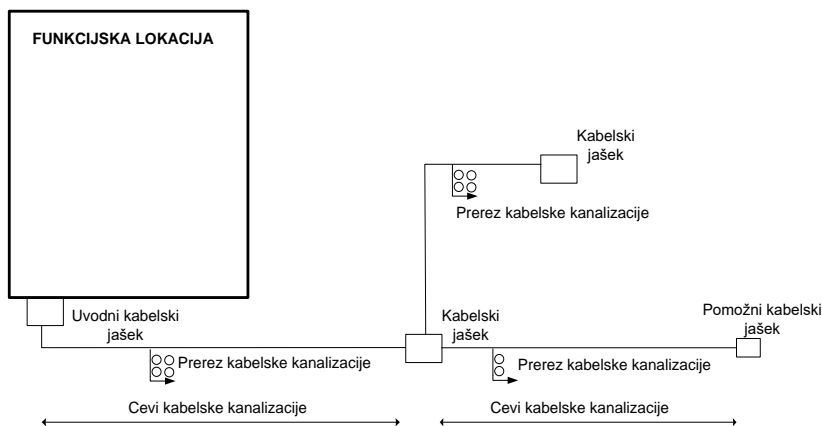 FUNKCIJSKA LOKACIJA
Kabelski
jašek
Prerez kabelske kanalizacije
Uvodni kabelski
jašek
Kabelski
jašek
Pomožni kabelski
jašek
Prerez kabelske kanalizacije
Prerez kabelske kanalizacije
Cevi kabelske kanalizacije
Cevi kabelske kanalizacije